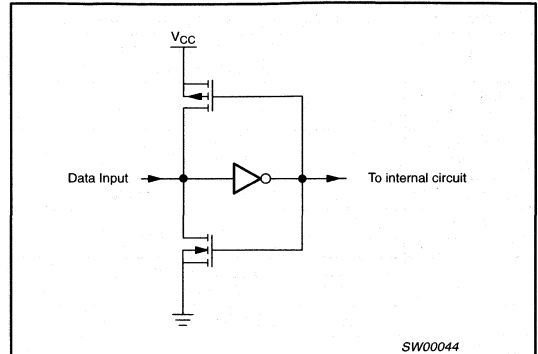 VCC
Data Input
To internal circuit
SW00044